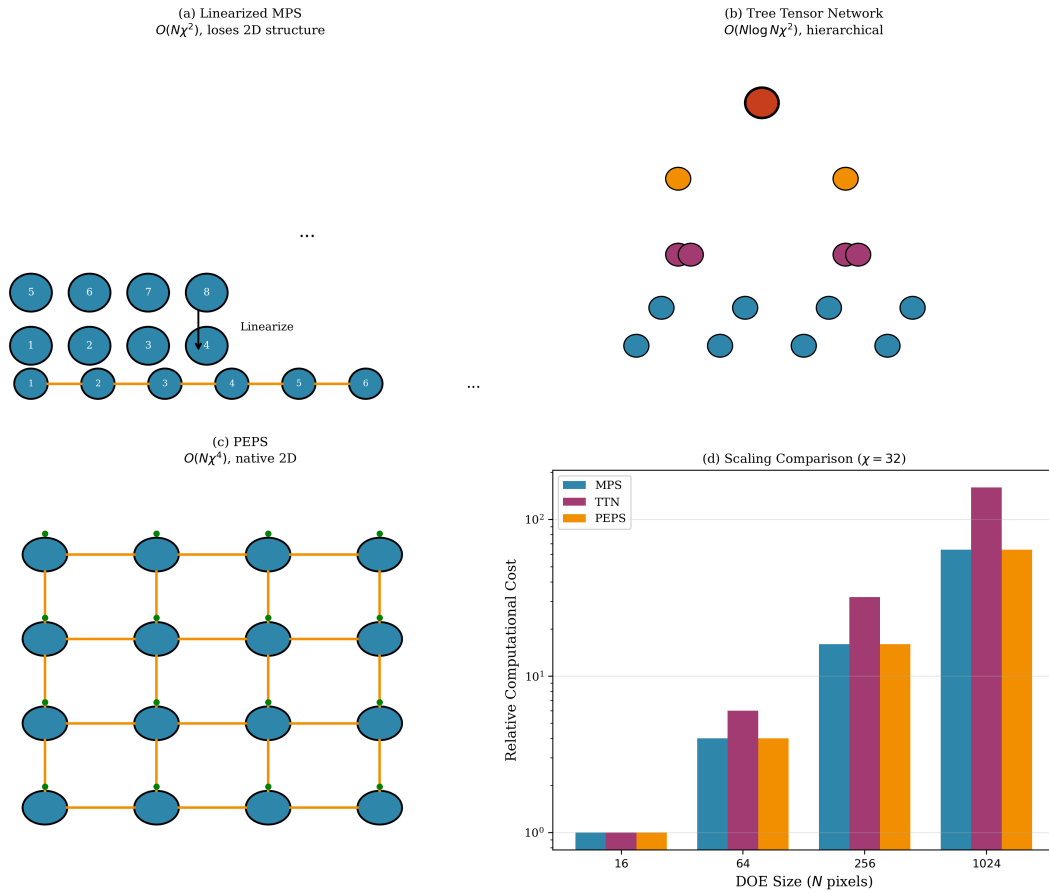 (a) Linearized MPS
O(Nχ²), loses 2D structure
...
5 6 7 8
Linearize
1 2 3 4
1 2 3 4 5 6 ...
(b) Tree Tensor Network
O(NlogNχ²), hierarchical
(c) PEPS
O(Nχ⁴), native 2D
(d) Scaling Comparison (χ = 32)
MPS
TTN
PEPS
Relative Computational Cost
10²
10¹
10⁰
16 64 256 1024
DOE Size (N pixels)